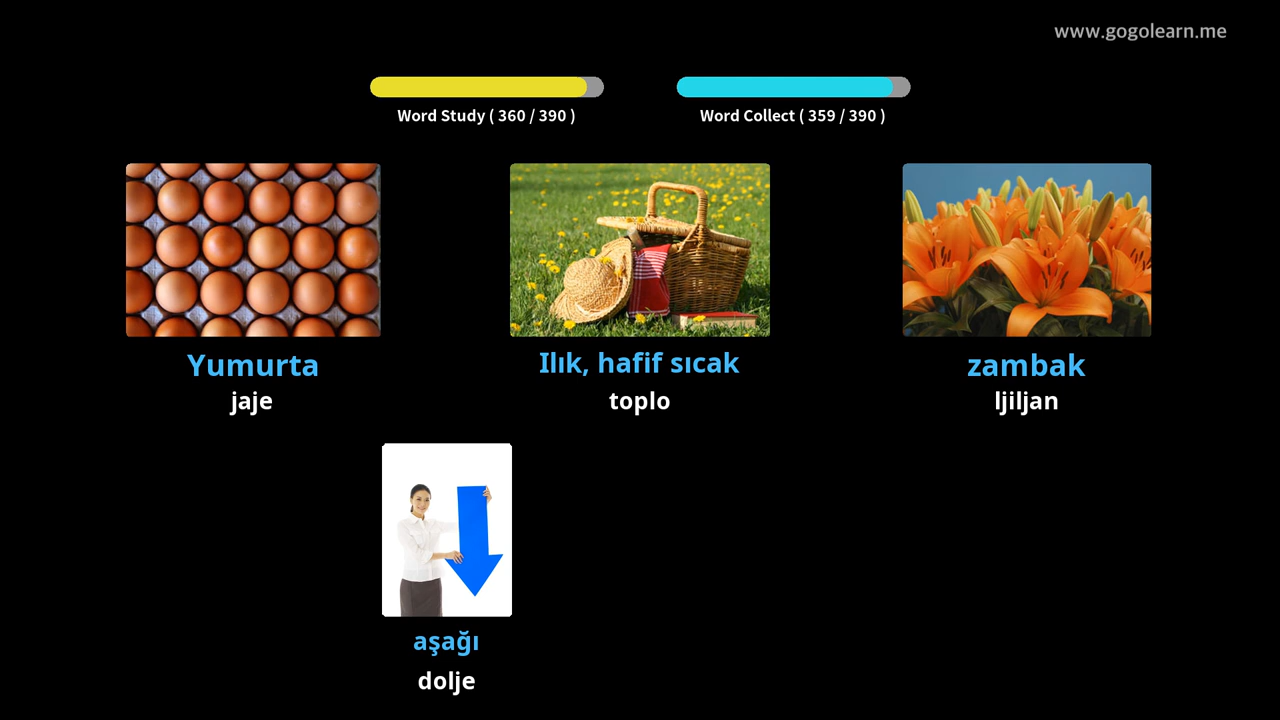 www.gogolearn.me
Word Study ( 360 / 390 )
Word Collect ( 359 / 390 )
Yumurta
jaje
Ilık, hafif sıcak
toplo
zambak
ljiljan
aşağı
dolje